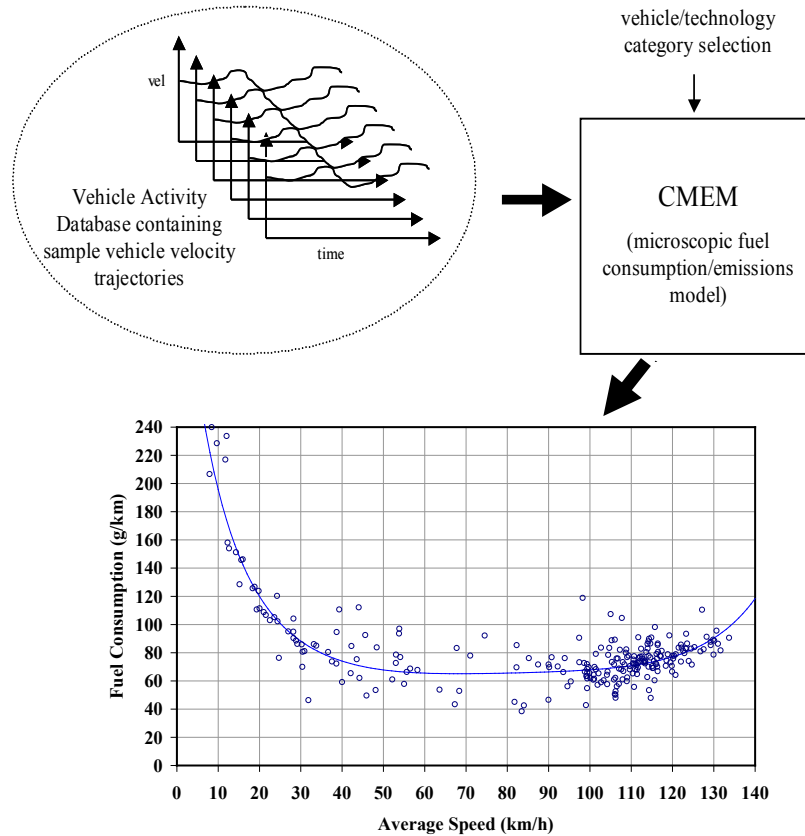 vehicle/technology
category selection
vel
Vehicle Activity
Database containing
sample vehicle velocity
trajectories
time
CMEM
(microscopic fuel
consumption/emissions
model)
Fuel Consumption (g/km)
240
220
200
180
160
140
120
100
80
60
40
20
0
0 10 20 30 40 50 60 70 80 90 100 110 120 130 140
Average Speed (km/h)